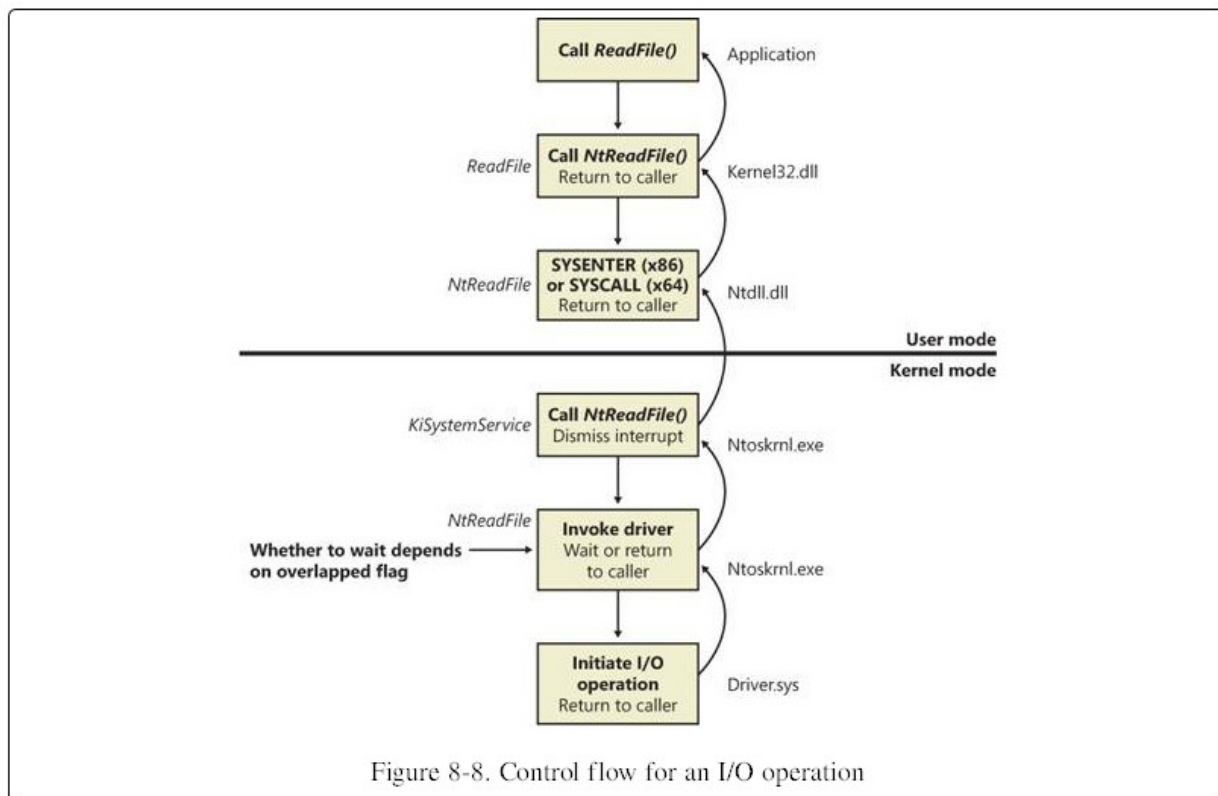 Call ReadFile()
Application
ReadFile
Call NtReadFile()
Return to caller
Kernel32.dll
NtReadFile
SYSENTER (x86)
or SYSCALL (x64)
Return to caller
Ntdll.dll
User mode
Kernel mode
KiSystemService
Call NtReadFile()
Dismiss interrupt
Ntoskrnl.exe
NtReadFile
Whether to wait depends
on overlapped flag
Invoke driver
Wait or return
to caller
Ntoskrnl.exe
Initiate I/O
operation
Return to caller
Driver.sys
Figure 8-8. Control flow for an I/O operation